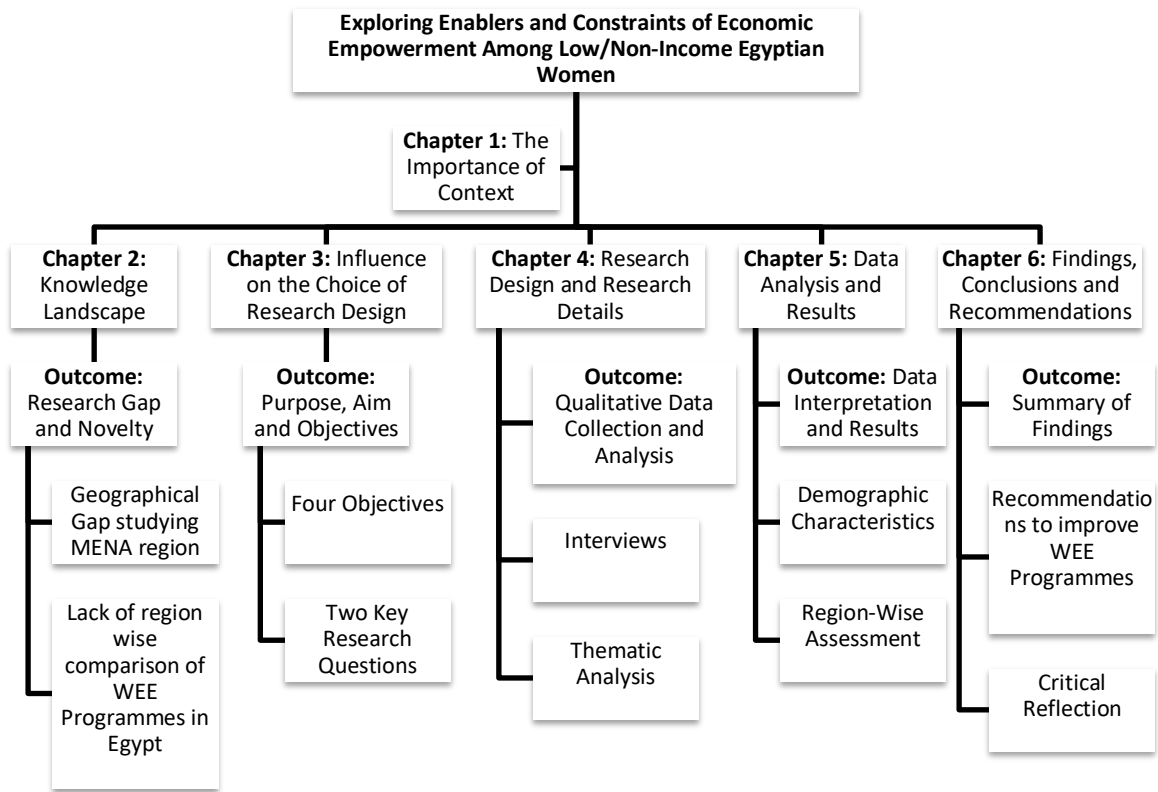 Exploring Enablers and Constraints of Economic
Empowerment Among Low/Non-Income Egyptian
Women
Chapter 1: The
Importance of
Context
Chapter 2:
Knowledge
Landscape
Outcome:
Research Gap
and Novelty
Geographical
Gap studying
MENA region
Lack of region
wise
comparison of
WEE
Programmes in
Egypt
Chapter 3: Influence
on the Choice of
Research Design
Outcome:
Purpose, Aim
and Objectives
Four Objectives
Two Key
Research
Questions
Chapter 4: Research
Design and Research
Details
Outcome:
Qualitative Data
Collection and
Analysis
Interviews
Thematic
Analysis
Chapter 5: Data
Analysis and
Results
Outcome: Data
Interpretation
and Results
Demographic
Characteristics
Region-Wise
Assessment
Chapter 6: Findings,
Conclusions and
Recommendations
Outcome:
Summary of
Findings
Recommendatio
ns to improve
WEE
Programmes
Critical
Reflection